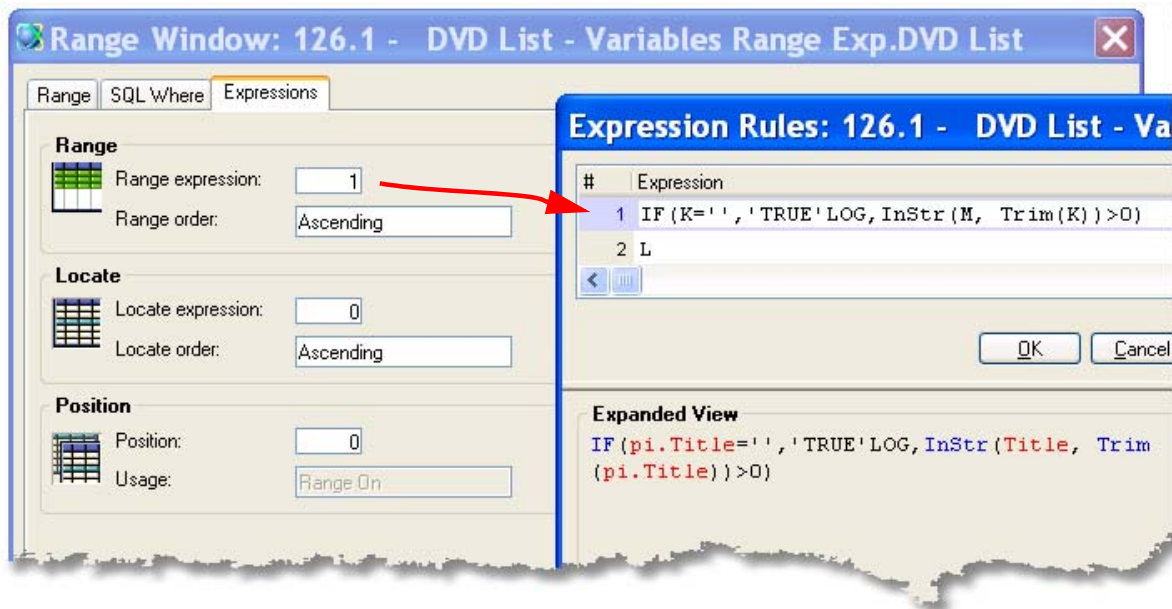 Range Window: 126.1 - DVD List - Variables Range Exp.DVD List
Range
SQL Where
Expressions
Range
Range expression:
1
Range order:
Ascending
Locate
Locate expression:
0
Locate order:
Ascending
Position
Position:
0
Usage:
Range On
Expression Rules: 126.1 - DVD List - Va
# Expression
1 IF(K='','TRUE'LOG,InStr(M, Trim(K))>0)
2 L
OK
Cancel
Expanded View
IF(pi.Title='','TRUE'LOG,InStr(Title, Trim
(pi.Title))>0)